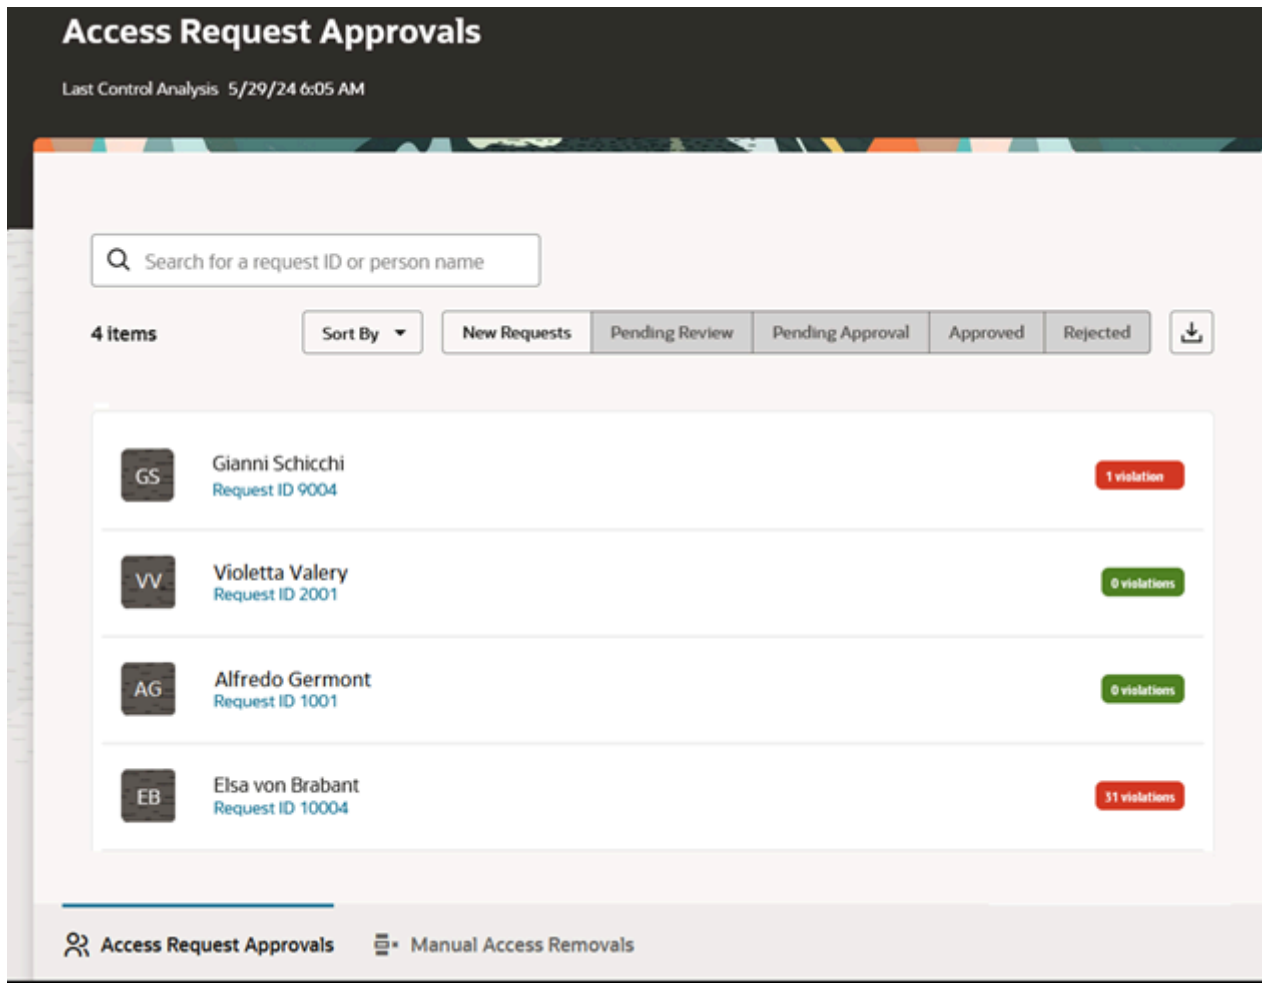 Access Request Approvals
Last Control Analysis 5/29/24 6:05 AM
Search for a request ID or person name
4 items
Sort By
New Requests
Pending Review
Pending Approval
Approved
Rejected
GS
Gianni Schicchi
Request ID 9004
1 violation
VV
Violetta Valery
Request ID 2001
0 violations
AG
Alfredo Germont
Request ID 1001
0 violations
EB
Elsa von Brabant
Request ID 10004
31 violations
Access Request Approvals
Manual Access Removals